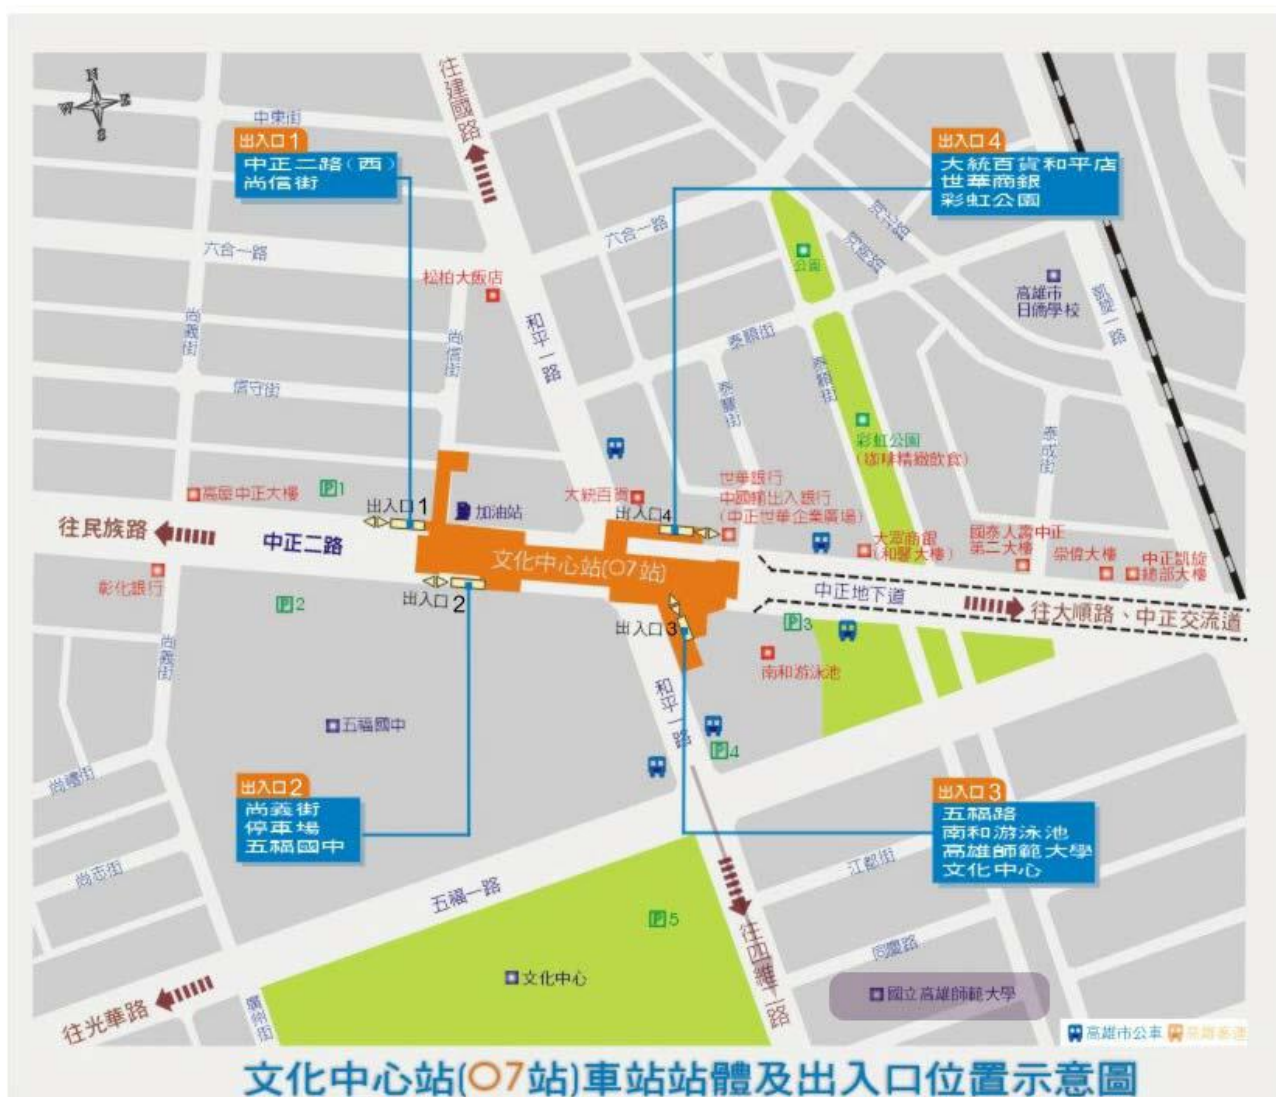 N
W
E
S
中東街
往建國路
出入口1
中正二路(西)
尚信街
出入口4
大統百貨和平店
世華商銀
彩虹公園
六合一路
六合一路
公園
松柏大飯店
高雄市
日僑學校
凱旋一路
尚義街
尚信街
和平一路
泰順街
信守街
泰順街
泰成街
彩虹公園
(咖啡精緻飲食)
P1
高雄中正大樓
出入口1
加油站
大統百貨
出入口4
世華銀行
中國輸出入銀行
(中正世華企業廣場)
大眾商銀
國泰人壽中正
第二大樓
崇偉大樓
中正凱旋
總部大樓
往民族路
中正二路
文化中心站(O7站)
彰化銀行
P2
出入口2
出入口3
中正地下道
往大順路、中正交流道
P3
南和游泳池
尚義街
和平一路
五福國中
P4
尚禮街
出入口2
尚義街
停車場
五福國中
出入口3
五福路
南和游泳池
高雄師範大學
文化中心
尚志街
五福一路
江都街
P5
往四維二路
同慶路
文化中心
國立高雄師範大學
往光華路
廣州街
高雄市公車
文化中心站(O7站)車站站體及出入口位置示意圖